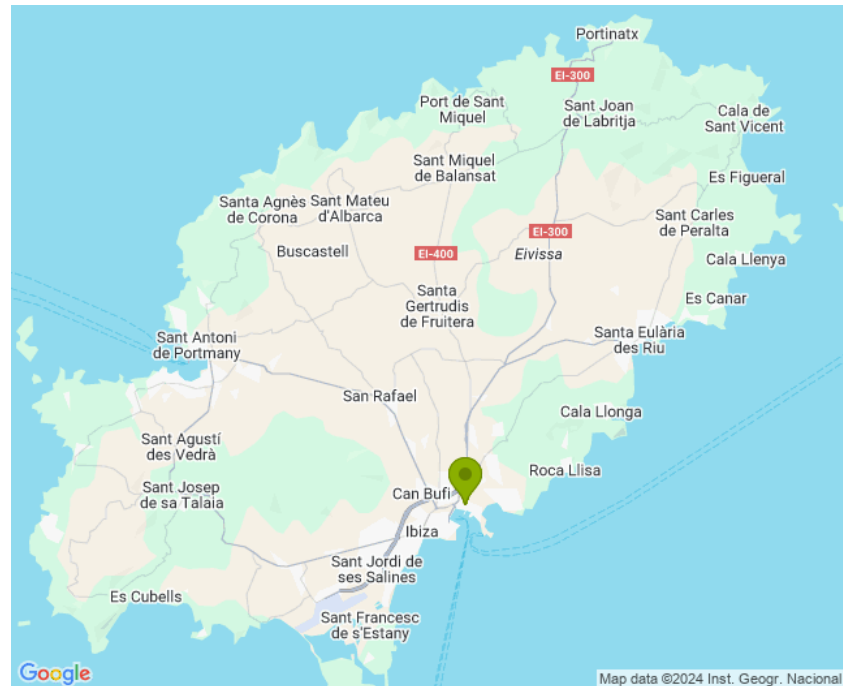 Portinatx
EI-300
Port de Sant
Miquel
Sant Joan
de Labritja
Cala de
Sant Vicent
Sant Miquel
de Balansat
Es Figueral
Santa Agnès
de Corona
Sant Mateu
d'Albarca
Sant Carles
de Peralta
EI-300
Buscastell
EI-400
Eivissa
Cala Llenya
Santa
Gertrudis
de Fruitera
Es Canar
Sant Antoni
de Portmany
Santa Eulària
des Riu
San Rafael
Cala Llonga
Sant Agustí
des Vedrà
Roca Llisa
Sant Josep
de sa Talaia
Can Bufí
Ibiza
Sant Jordi de
ses Salines
Es Cubells
Sant Francesc
de s'Estany
Google
Map data ©2024 Inst. Geogr. Nacional